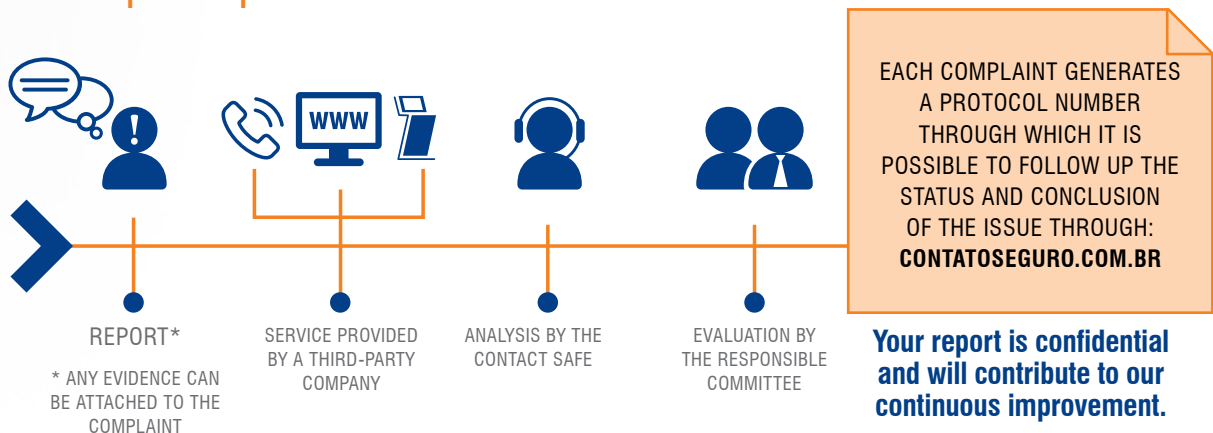 !
WWW
REPORT*
* ANY EVIDENCE CAN
BE ATTACHED TO THE
COMPLAINT
SERVICE PROVIDED
BY A THIRD-PARTY
COMPANY
ANALYSIS BY THE
CONTACT SAFE
EVALUATION BY
THE RESPONSIBLE
COMMITTEE
EACH COMPLAINT GENERATES
A PROTOCOL NUMBER
THROUGH WHICH IT IS
POSSIBLE TO FOLLOW UP THE
STATUS AND CONCLUSION
OF THE ISSUE THROUGH:
CONTATOSEGURO.COM.BR
Your report is confidential
and will contribute to our
continuous improvement.